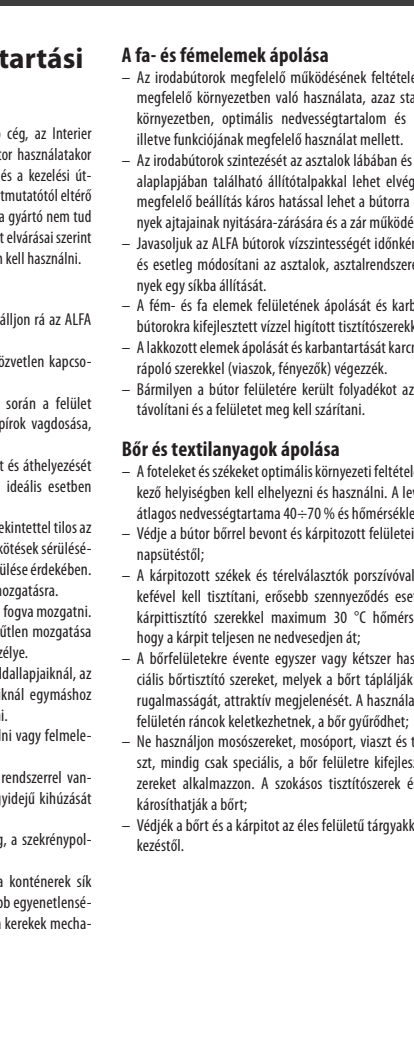 tartási
cég, az Interier
tor használatakor
és a kezelési út-
tmutatótól eltérő
a gyártó nem tud
t elvárásai szerint
kell használni.
álljon rá az ALFA
özvetlen kapcso-
során a felület
pírok vagdosása,
t és áthelyezését
ideális esetben
ekintettel tilos az
kötések sérülésé-
ülése érdekében.
mozgatásra.
fogva mozgatni.
űtlen mozgatása
zélye.
ldallapjaiknál, az
iknál egymáshoz
i.
lni vagy felmele-
rendszerrel van-
yidejű kihúzását
g, a szekrénypol-
a konténerek sík
bb egyenetlensé-
a kerekek mecha-
A fa- és fémelemek ápolása
– Az irodabútorok megfelelő működésének feltétele
megfelelő környezetben való használata, azaz sta
környezetben, optimális nedvességtartalom és
illetve funkciójának megfelelő használat mellett.
– Az irodabútorok szintezését az asztalok lábában és
alaplapjaiban található állítótalpakkal lehet elvég
megfelelő beállítás káros hatással lehet a bútorra
nyek ajtajainak nyitására-zárására és a zár működé
– Javasoljuk az ALFA bútorok vízszintességét időnkér
és esetleg módosítani az asztalok, asztalrendszere
nyek egy síkba állítását.
– A fém- és fa elemek felületének ápolását és karb
bútorokra kifejlesztett vízzel higított tisztítószerekk
– A lakkozott elemek ápolását és karbantartását karcr
rápoló szerekkel (viaszok, fényezők) végezzék.
– Bármilyen a bútor felületére került folyadékot az
távolítani és a felületet meg kell szárítani.
Bőr és textilanyagok ápolása
– A foteleket és székeket optimális környezeti feltétel
kező helyiségben kell elhelyezni és használni. A lev
átlagos nedvességtartama 40÷70 % és hőmérsékle
– Védje a bútor bőrrel bevont és kárpitozott felületei
napsütéstől;
– A kárpitozott székek és térelválasztók porszívóval
kefével kell tisztítani, erősebb szennyeződés eset
kárpittisztító szerekkel maximum 30 °C hőmérs
hogy a kárpit teljesen ne nedvesedjen át;
– A bőrfelületekre évente egyszer vagy kétszer has
ciális bőrtisztító szereket, melyek a bőrt táplálják
rugalmasságát, attraktív megjelenését. A használa
felületén ráncok keletkezhetnek, a bőr gyűrődhet;
– Ne használjon mosószereket, mosóport, viaszt és t
szt, mindig csak speciális, a bőr felületre kifejlesz
zereket alkalmazzon. A szokásos tisztítószerek é
károsíthatják a bőrt;
– Védjék a bőrt és a kárpitot az éles felületű tárgyakk
kezéstől.